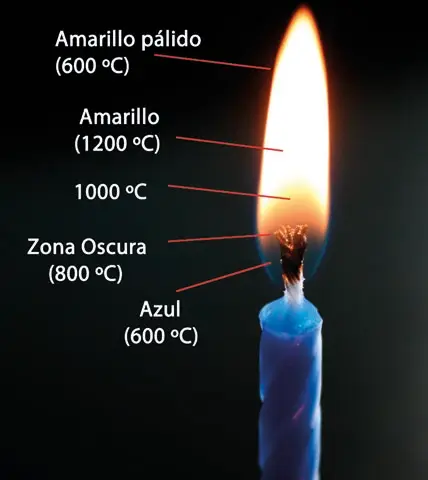 Amarillo pálido
(600 ºC)
Amarillo
(1200 ºC)
1000 ºC
Zona Oscura
(800 ºC)
Azul
(600 ºC)